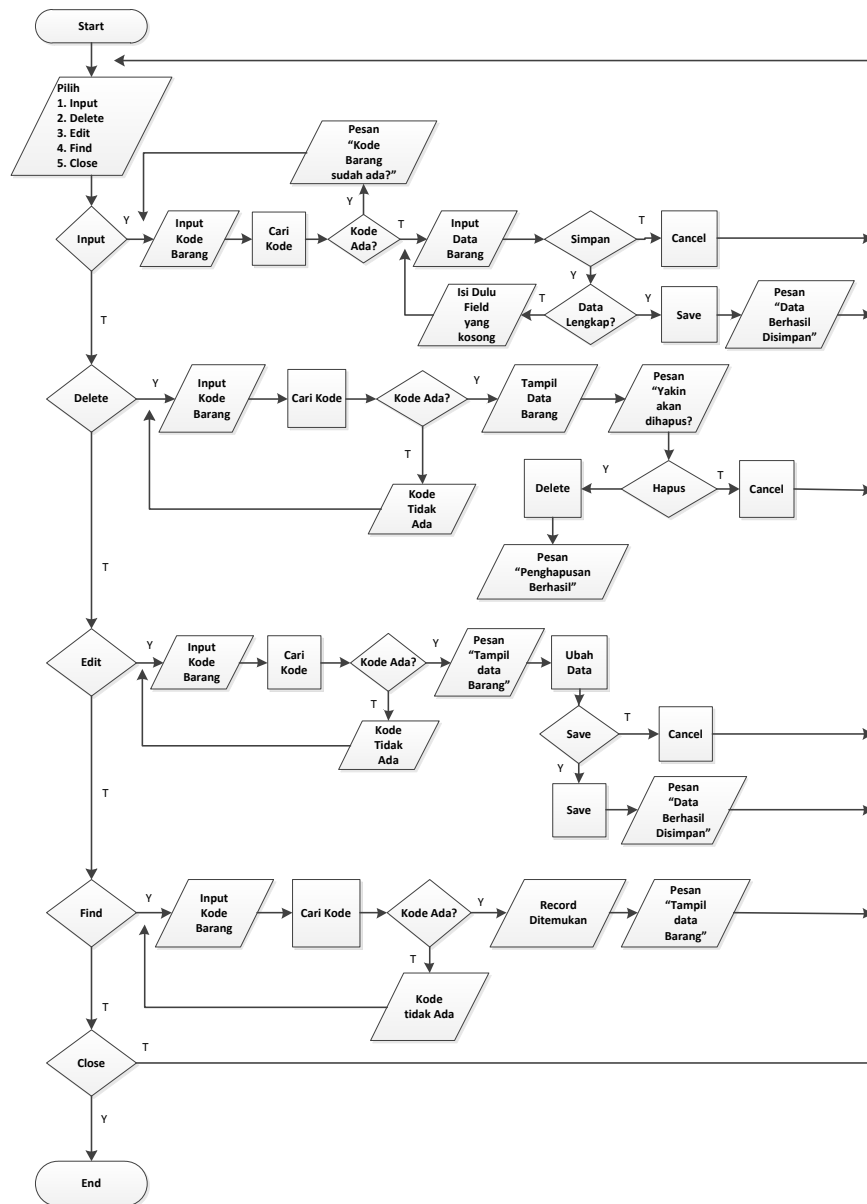 Start
Pilih
1. Input
2. Delete
3. Edit
4. Find
5. Close
Pesan
“Kode
Barang
sudah ada?”
Y
Input
Y
Input
Kode
Barang
Cari
Kode
Kode
Ada?
T
Input
Data
Barang
Simpan
T
Cancel
Y
Isi Dulu
Field
yang
kosong
T
Data
Lengkap?
Y
Save
Pesan
“Data
Berhasil
Disimpan”
T
Delete
Y
Input
Kode
Barang
Cari Kode
Kode Ada?
Y
Tampil
Data
Barang
Pesan
“Yakin
akan
dihapus?
T
Kode
Tidak
Ada
Delete
Y
Hapus
T
Cancel
Pesan
“Penghapusan
Berhasil”
T
Edit
Y
Input
Kode
Barang
Cari
Kode
Kode Ada?
Y
Pesan
“Tampil
data
Barang”
Ubah
Data
T
Kode
Tidak
Ada
Save
T
Cancel
Y
Save
Pesan
“Data
Berhasil
Disimpan”
T
Find
Y
Input
Kode
Barang
Cari Kode
Kode Ada?
Y
Record
Ditemukan
Pesan
“Tampil
data
Barang”
T
Kode
tidak Ada
T
Close
T
Y
End